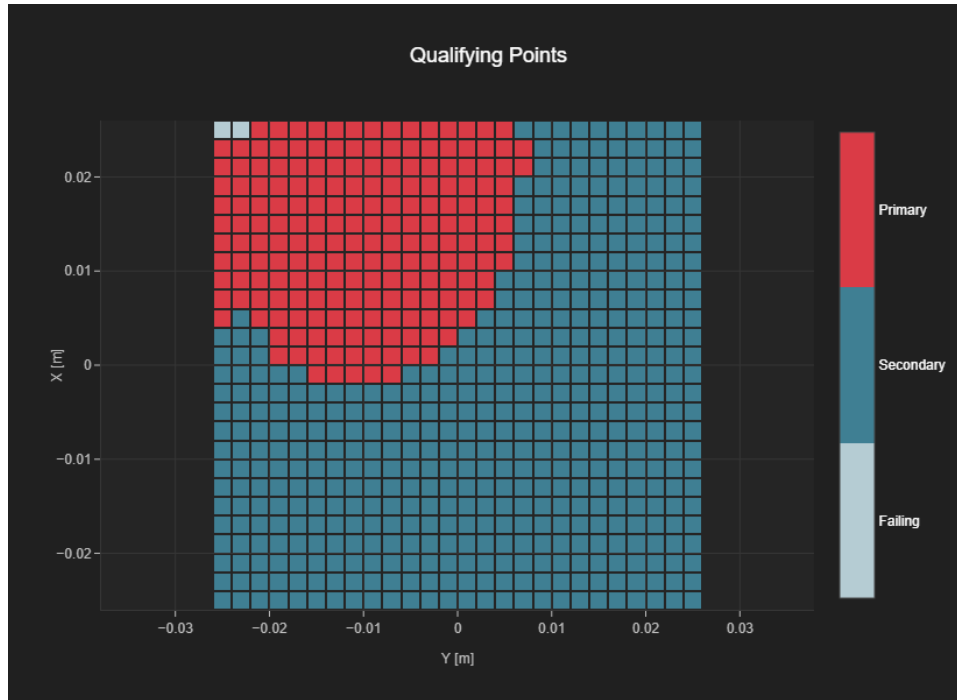 Qualifying Points
0.02
0.01
0
−0.01
−0.02
X [m]
−0.03
−0.02
−0.01
0
0.01
0.02
0.03
Y [m]
Primary
Secondary
Failing